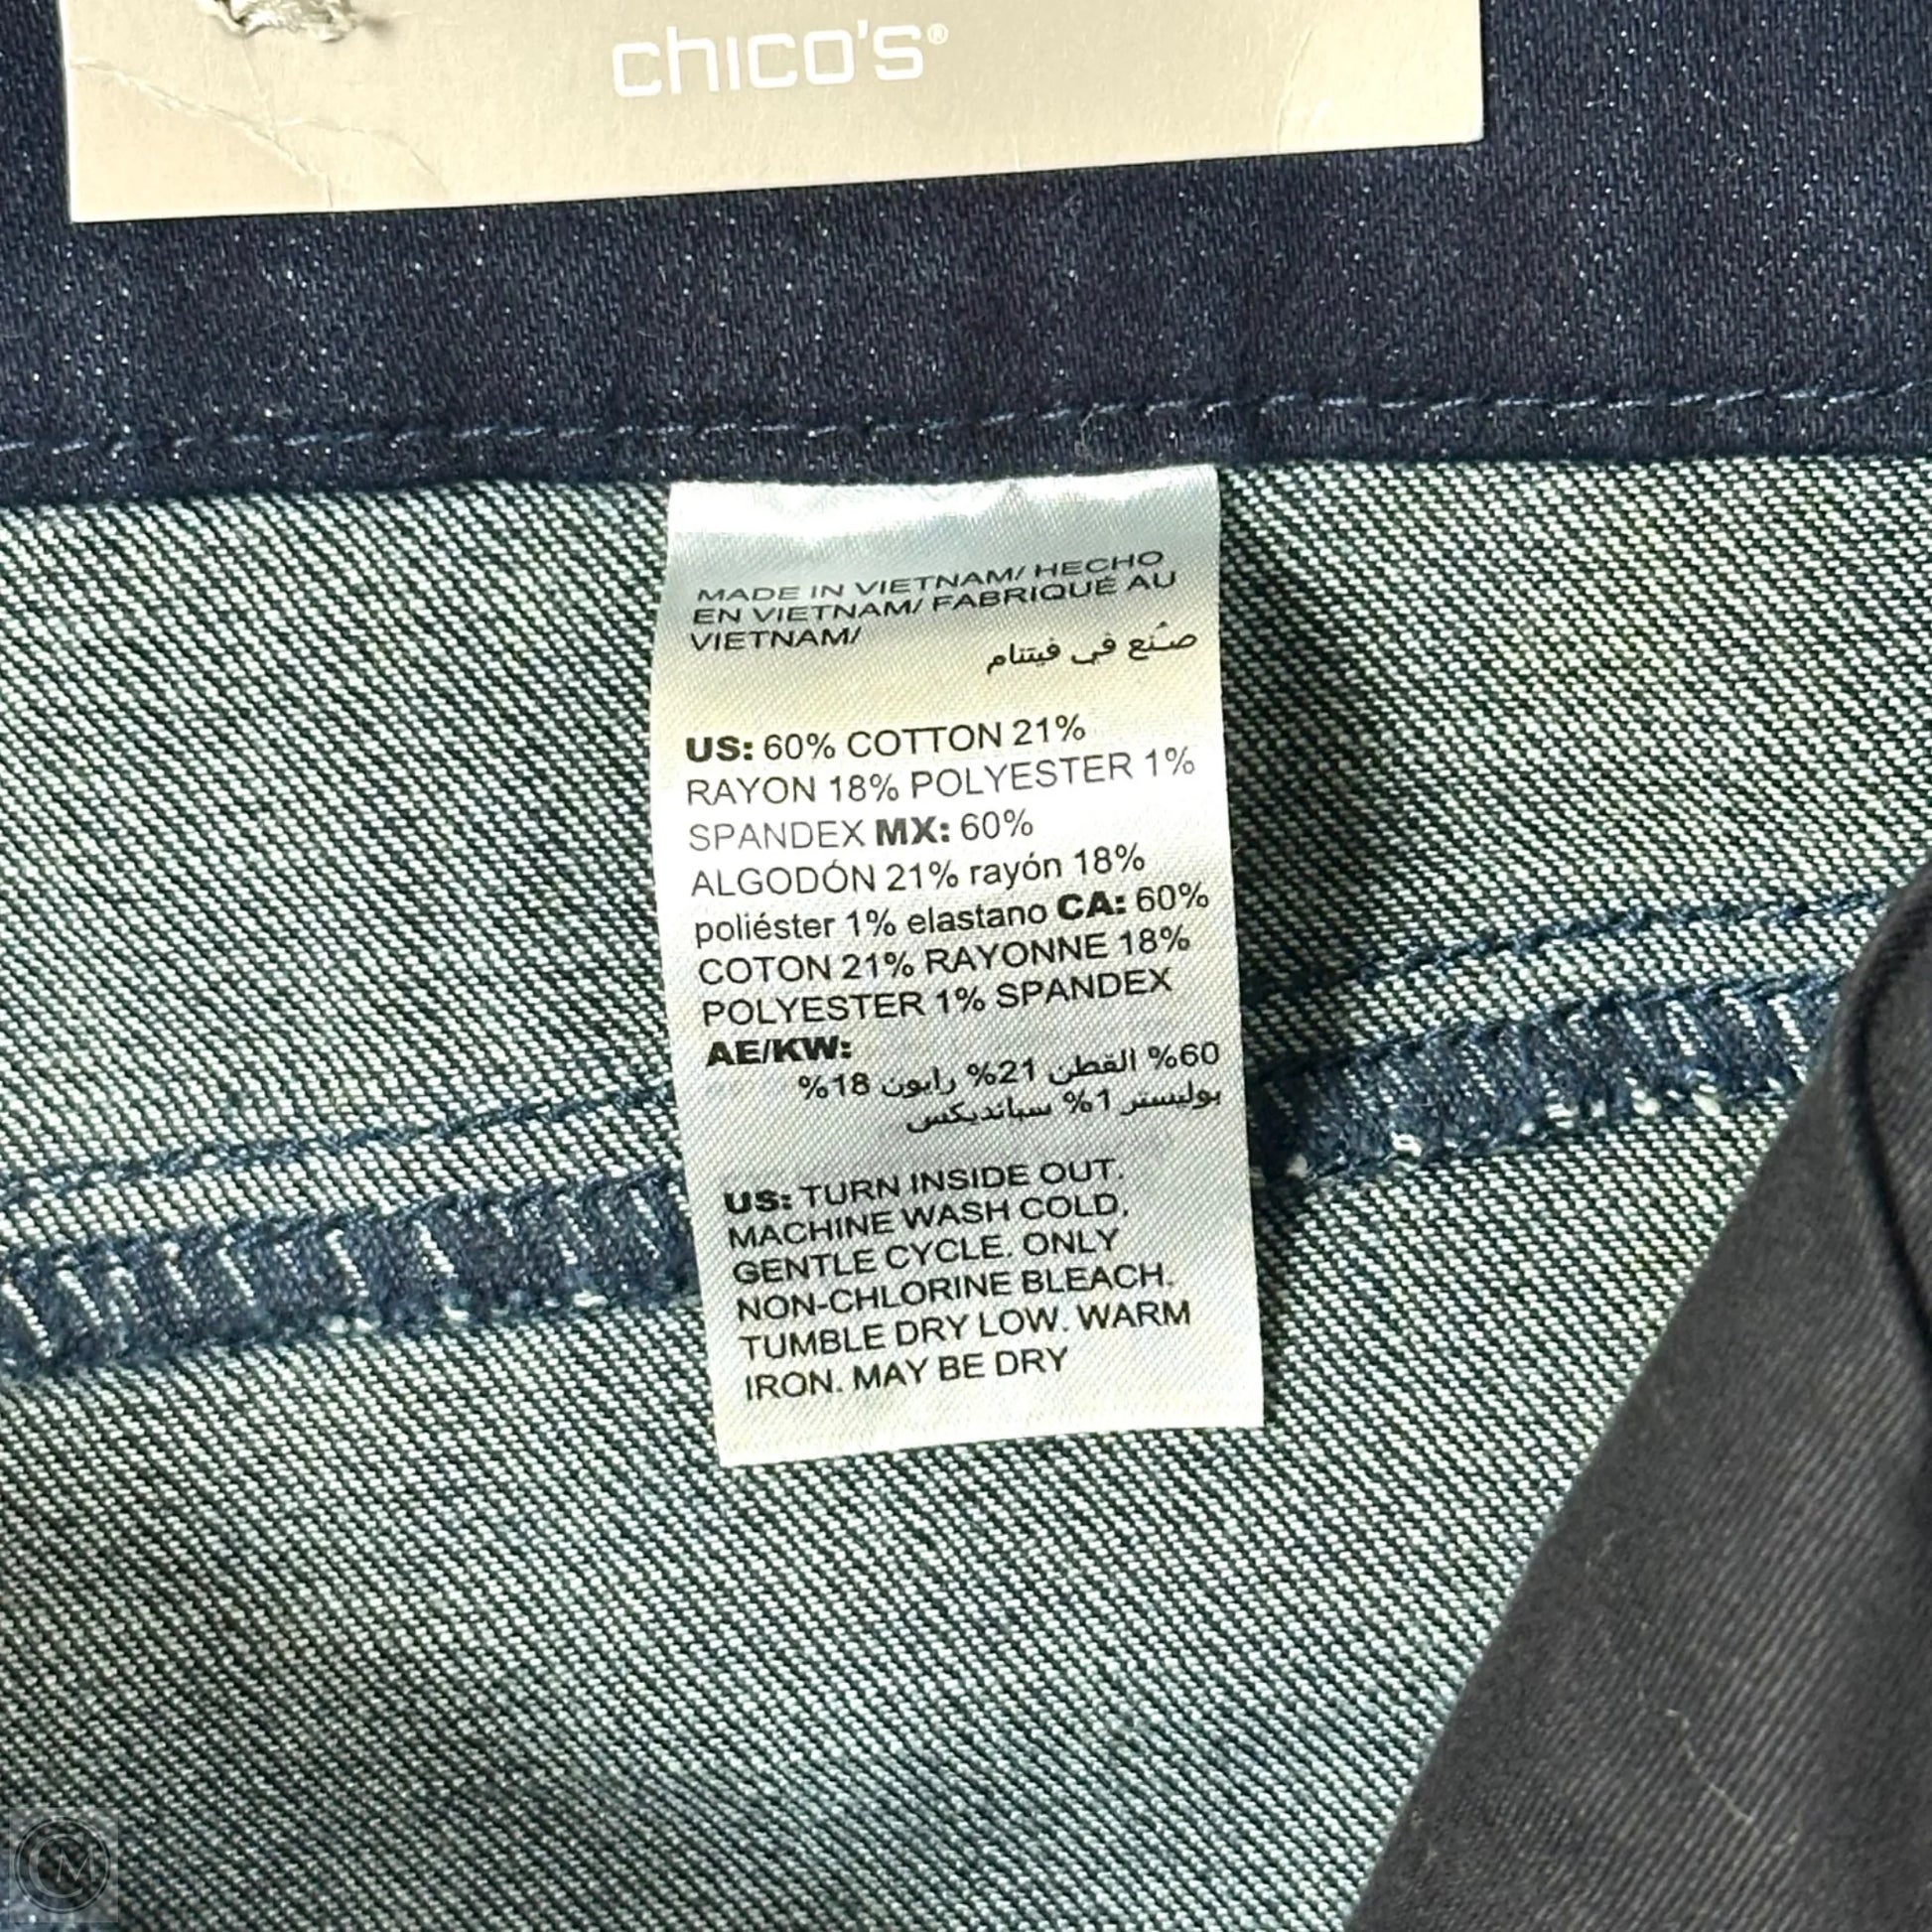 chico's®
MADE IN VIETNAM/ HECHO
EN VIETNAM/ FABRIQUÉ AU
VIETNAM/
صُنع في فيتنام
US: 60% COTTON 21%
RAYON 18% POLYESTER 1%
SPANDEX MX: 60%
ALGODÓN 21% rayón 18%
poliéster 1% elastano CA: 60%
COTON 21% RAYONNE 18%
POLYESTER 1% SPANDEX
AE/KW:
60% القطن 21% رايون 18%
بوليستر 1% سبانديكس
US: TURN INSIDE OUT.
MACHINE WASH COLD,
GENTLE CYCLE. ONLY
NON-CHLORINE BLEACH.
TUMBLE DRY LOW. WARM
IRON. MAY BE DRY
CM